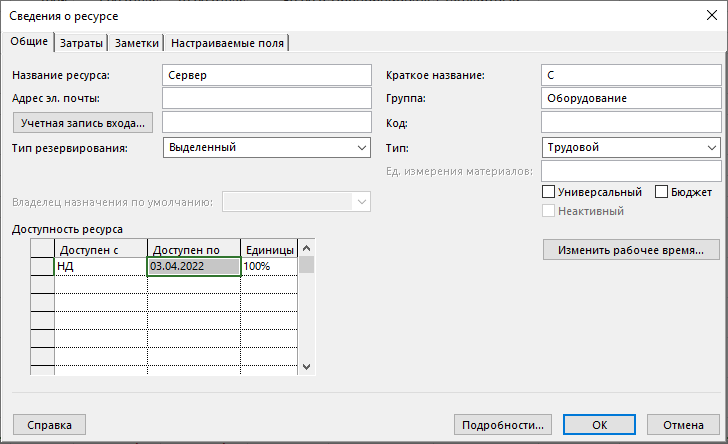 Сведения о ресурсе
Общие Затраты Заметки Настраиваемые поля
Название ресурса: Сервер Краткое название: С
Адрес эл. почты: Группа: Оборудование
Учетная запись входа... Код:
Тип резервирования: Выделенный Тип: Трудовой
Ед. измерения материалов:
Владелец назначения по умолчанию: Универсальный Бюджет
Неактивный
Доступность ресурса
Доступен с Доступен по Единицы Изменить рабочее время...
НД 03.04.2022 100%
Справка Подробности... ОК Отмена